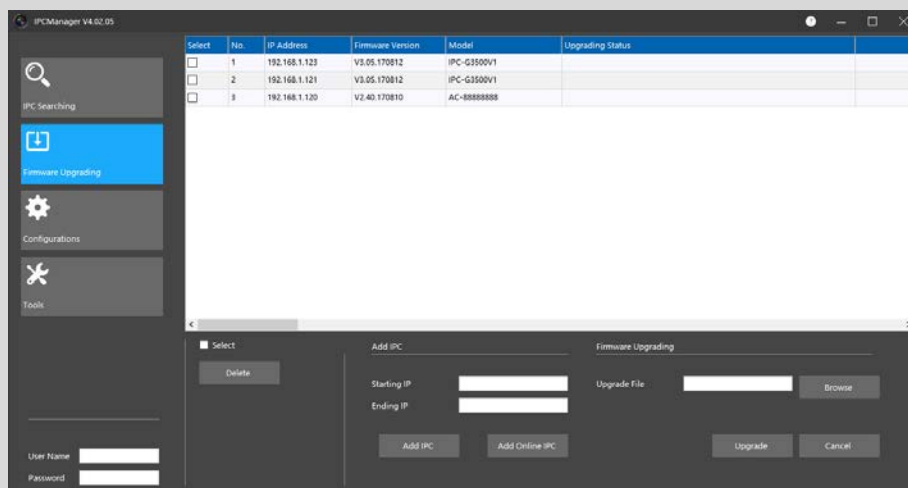 IPCManager V4.02.05
Select No. IP Address Firmware Version Model Upgrading Status
1 192.168.1.123 V3.05.170812 IPC-G3500V1
2 192.168.1.121 V3.05.170812 IPC-G3500V1
3 192.168.1.120 V2.40.170810 AC-88888888
IPC Searching
Firmware Upgrading
Configurations
Tools
Select
Delete
Add IPC
Starting IP
Ending IP
Add IPC Add Online IPC
Firmware Upgrading
Upgrade File Browse
Upgrade Cancel
User Name
Password